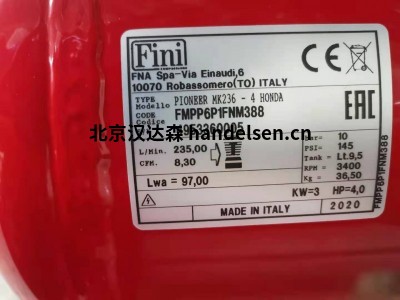 Fini
FNA Spa-Via Einaudi,6
10070 Robassomero(TO) ITALY
TYPE Modello PIONEER MK236 - 4 HONDA
CODE Codice FMPP6P1FNM388
北京汉达森 handelsen.cn
EAC
L/Min. 235,00
CFM. 8,30
Bar= 10
PSI= 145
Tank = Lt.9,5
RPM = 3400
Kg = 36,50
Lwa = 97,00
KW=3 HP=4,0
MADE IN ITALY 2020
FMPP6P1FNM388